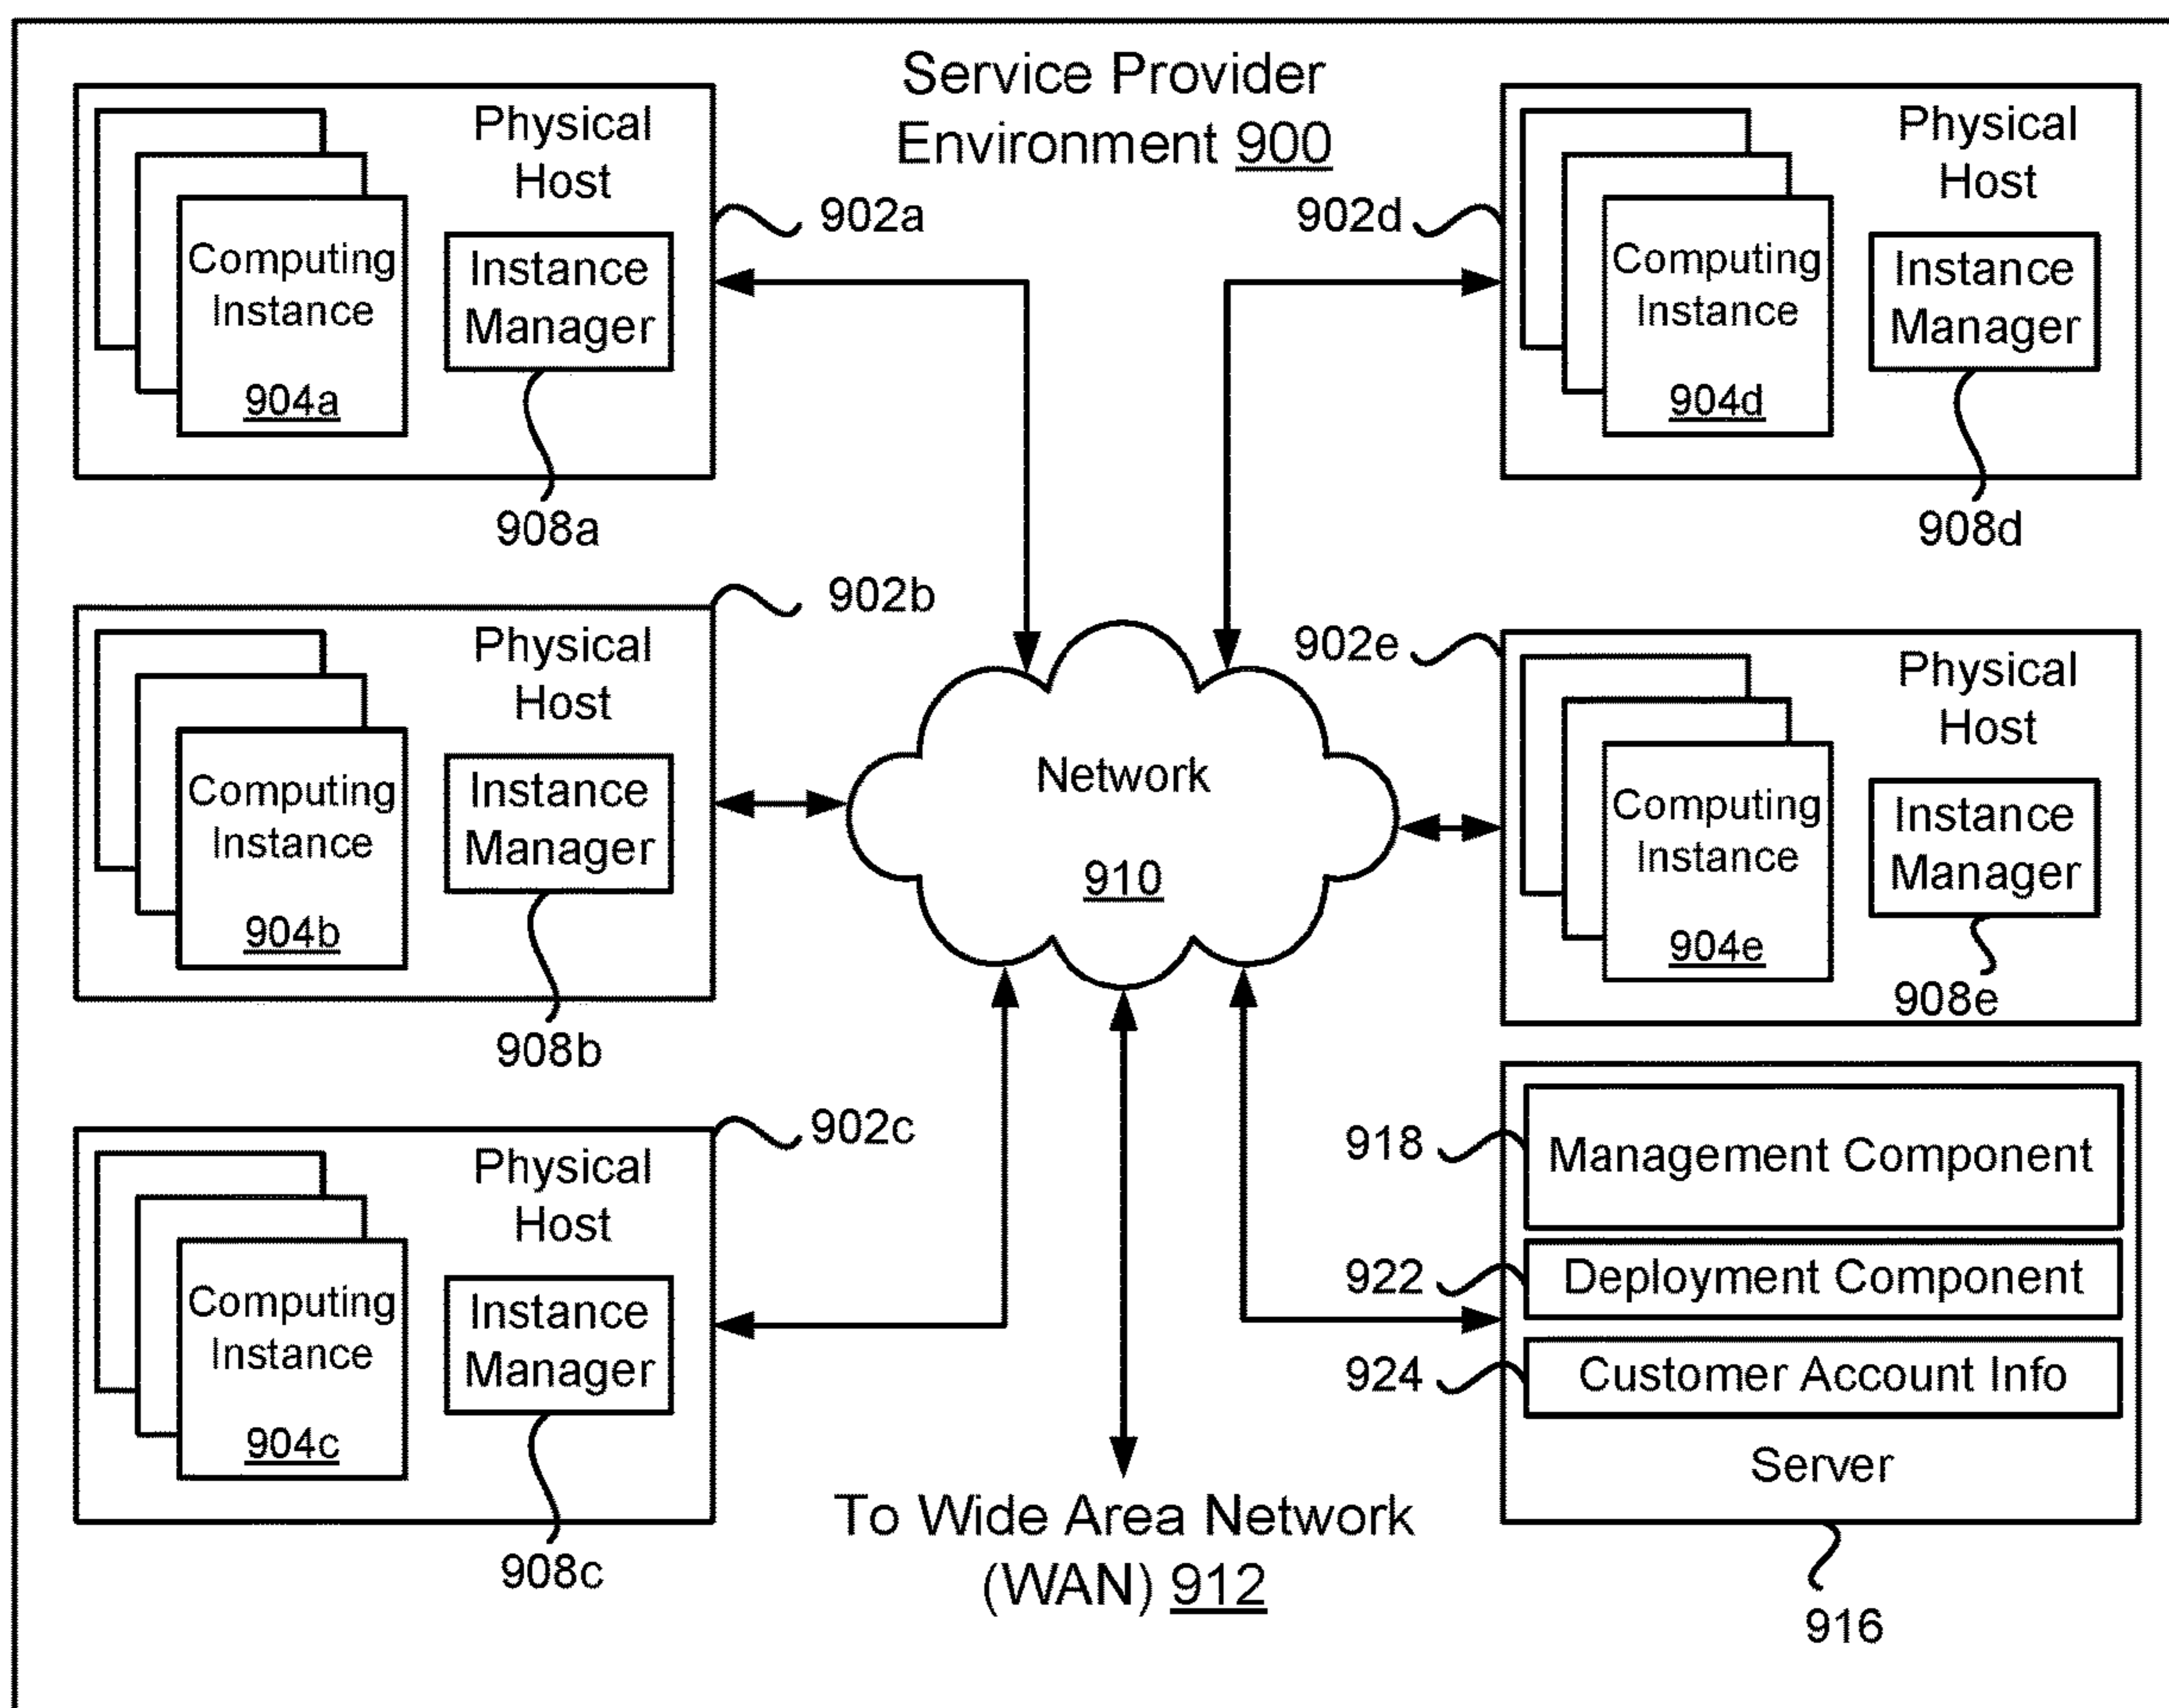 Service Provider
Environment 900
Physical
Host
Computing
Instance
904a
Instance
Manager
902a
908a
Physical
Host
Computing
Instance
904d
Instance
Manager
902d
908d
Physical
Host
Computing
Instance
904b
Instance
Manager
902b
908b
Network
910
Physical
Host
Computing
Instance
904e
Instance
Manager
902e
908e
Physical
Host
Computing
Instance
904c
Instance
Manager
902c
908c
To Wide Area Network
(WAN) 912
918
Management Component
922
Deployment Component
924
Customer Account Info
Server
916